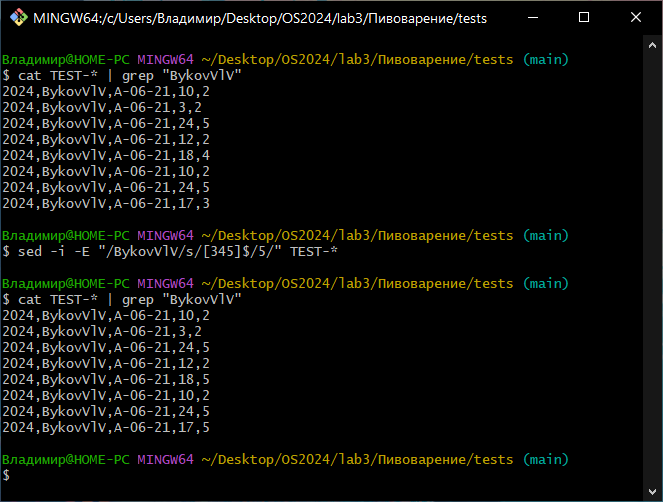 MINGW64:/c/Users/Владимир/Desktop/OS2024/lab3/Пивоварение/tests
Владимир@HOME-PC MINGW64 ~/Desktop/OS2024/lab3/Пивоварение/tests (main)
$ cat TEST-* | grep "BykovVlV"
2024,BykovVlV,A-06-21,10,2
2024,BykovVlV,A-06-21,3,2
2024,BykovVlV,A-06-21,24,5
2024,BykovVlV,A-06-21,12,2
2024,BykovVlV,A-06-21,18,4
2024,BykovVlV,A-06-21,10,2
2024,BykovVlV,A-06-21,24,5
2024,BykovVlV,A-06-21,17,3
Владимир@HOME-PC MINGW64 ~/Desktop/OS2024/lab3/Пивоварение/tests (main)
$ sed -i -E "/BykovVlV/s/[345]$/5/" TEST-*
Владимир@HOME-PC MINGW64 ~/Desktop/OS2024/lab3/Пивоварение/tests (main)
$ cat TEST-* | grep "BykovVlV"
2024,BykovVlV,A-06-21,10,2
2024,BykovVlV,A-06-21,3,2
2024,BykovVlV,A-06-21,24,5
2024,BykovVlV,A-06-21,12,2
2024,BykovVlV,A-06-21,18,5
2024,BykovVlV,A-06-21,10,2
2024,BykovVlV,A-06-21,24,5
2024,BykovVlV,A-06-21,17,5
Владимир@HOME-PC MINGW64 ~/Desktop/OS2024/lab3/Пивоварение/tests (main)
$